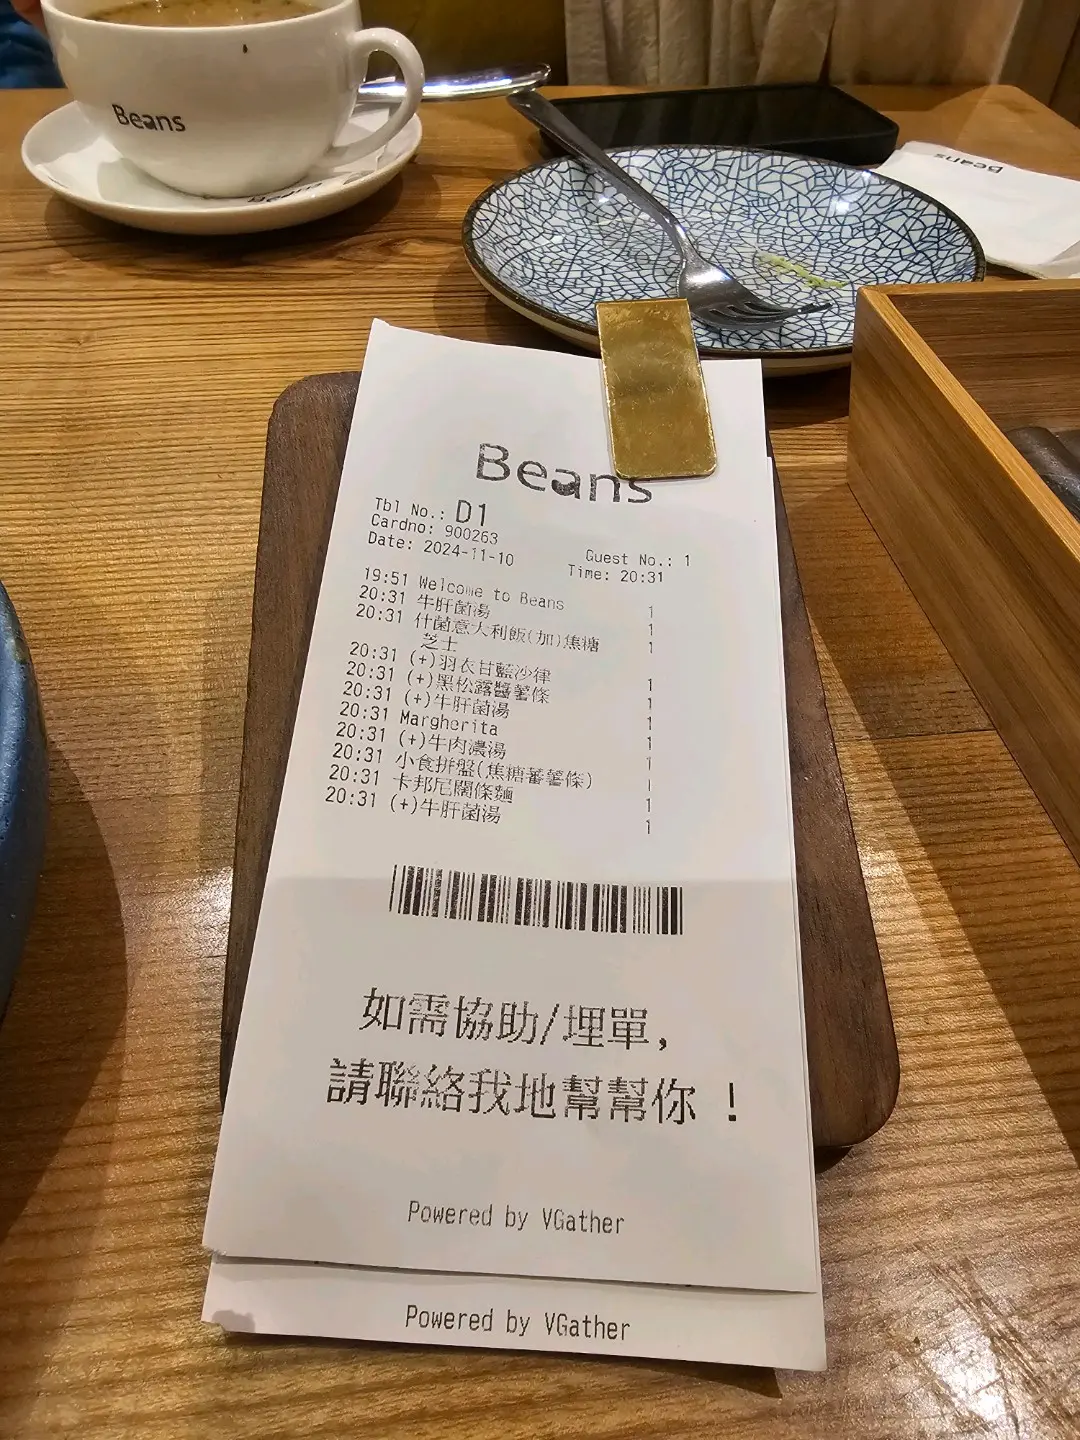 Beans
Beans
Beans
Tbl No.: D1
Cardno: 900263
Guest No.: 1
Date: 2024-11-10
Time: 20:31
19:51 Welcome to Beans 1
20:31 牛肝菌湯 1
20:31 什菌意大利飯(加)焦糖 1
芝士
20:31 (+)羽衣甘藍沙律 1
20:31 (+)黑松露醬薯條 1
20:31 (+)牛肝菌湯 1
20:31 Margherita 1
20:31 (+)牛肉濃湯 1
20:31 小食拼盤(焦糖蕃薯條) 1
20:31 卡邦尼闊條麵 1
20:31 (+)牛肝菌湯 1
如需協助/埋單,
請聯絡我地幫幫你 !
Powered by VGather
Powered by VGather